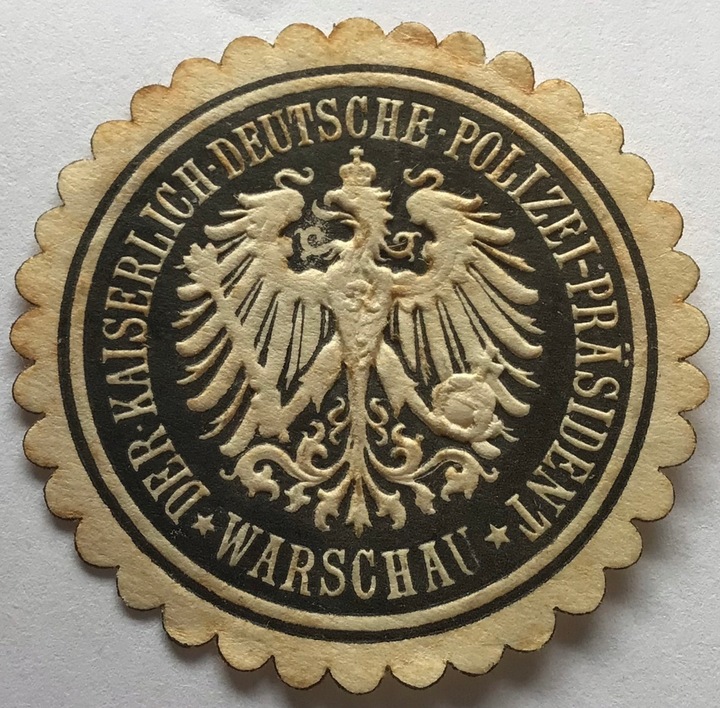 DER·KAISERLICH·DEUTSCHE·POLIZEI-PRÄSIDENT
★ WARSCHAU ★